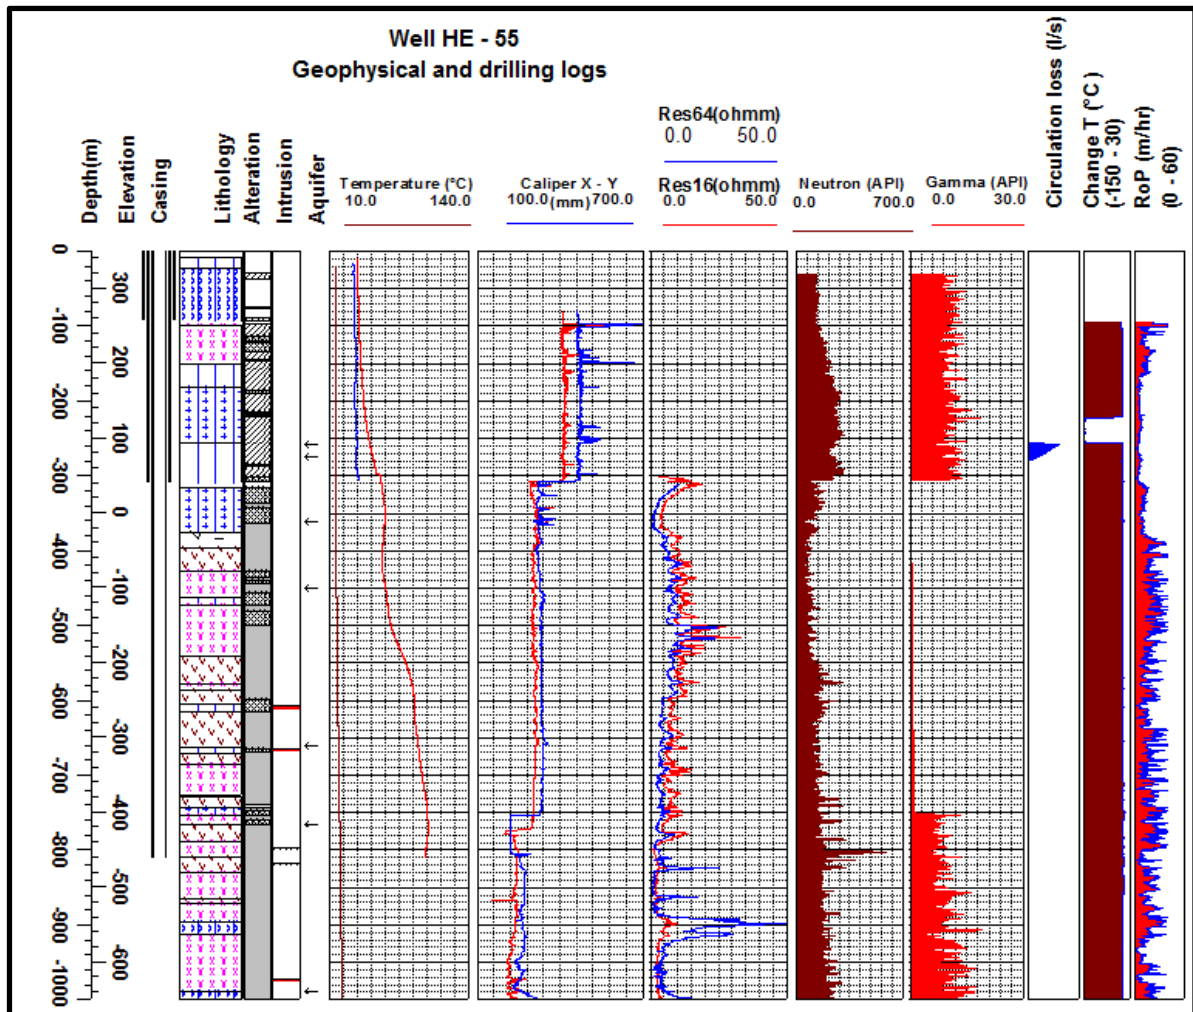 Well HE - 55
Geophysical and drilling logs
Depth(m)
Elevation
Casing
Lithology
Alteration
Intrusion
Aquifer
Temperature (°C)
10.0 140.0
Caliper X - Y
(mm)
100.0 700.0
Res64(ohmm)
0.0 50.0
Res16(ohmm)
0.0 50.0
Neutron (API)
0.0 700.0
Gamma (API)
0.0 30.0
Circulation loss (l/s)
Change T (°C)
(-150 - 30)
RoP (m/hr)
(0 - 60)
0
100
200
300
400
500
600
700
800
900
1000
300
200
100
0
-100
-200
-300
-400
-500
-600